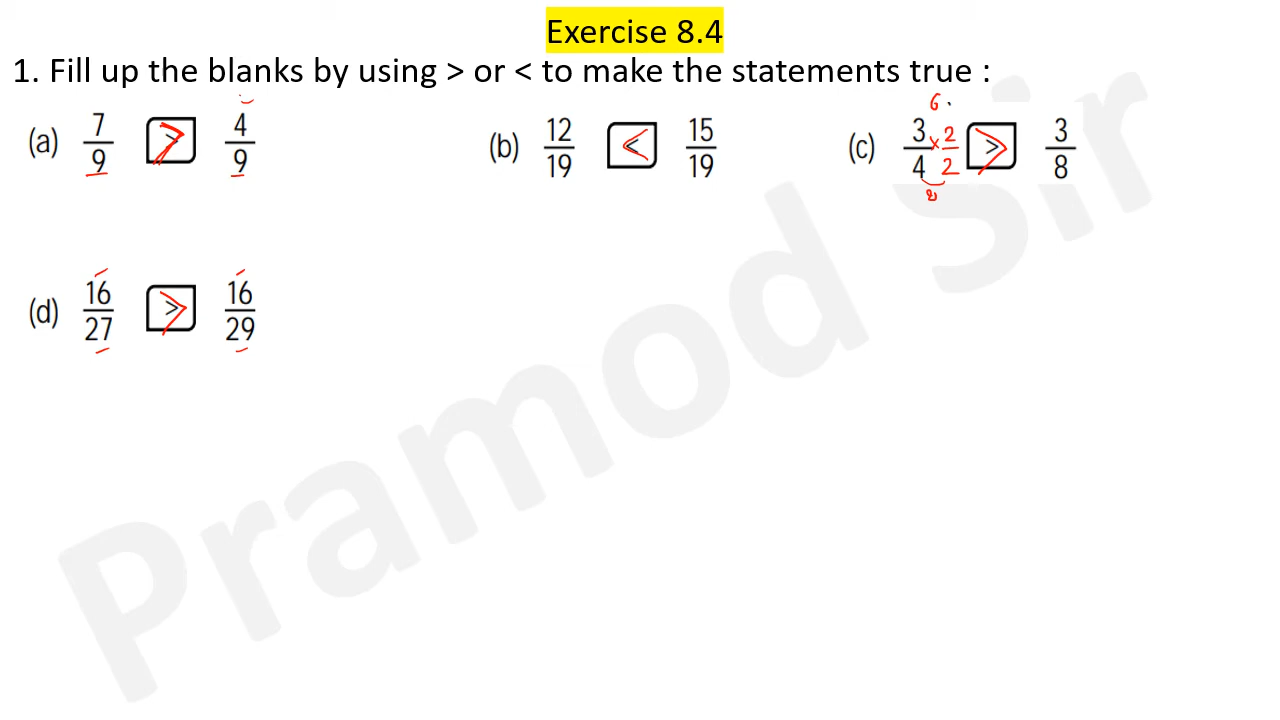 Exercise 8.4
1. Fill up the blanks by using > or < to make the statements true :
(a) 7/9 > 4/9 (b) 12/19 < 15/19 (c) 3/4 × 2/2 > 3/8
6
8
(d) 16/27 > 16/29
Pramod Sir